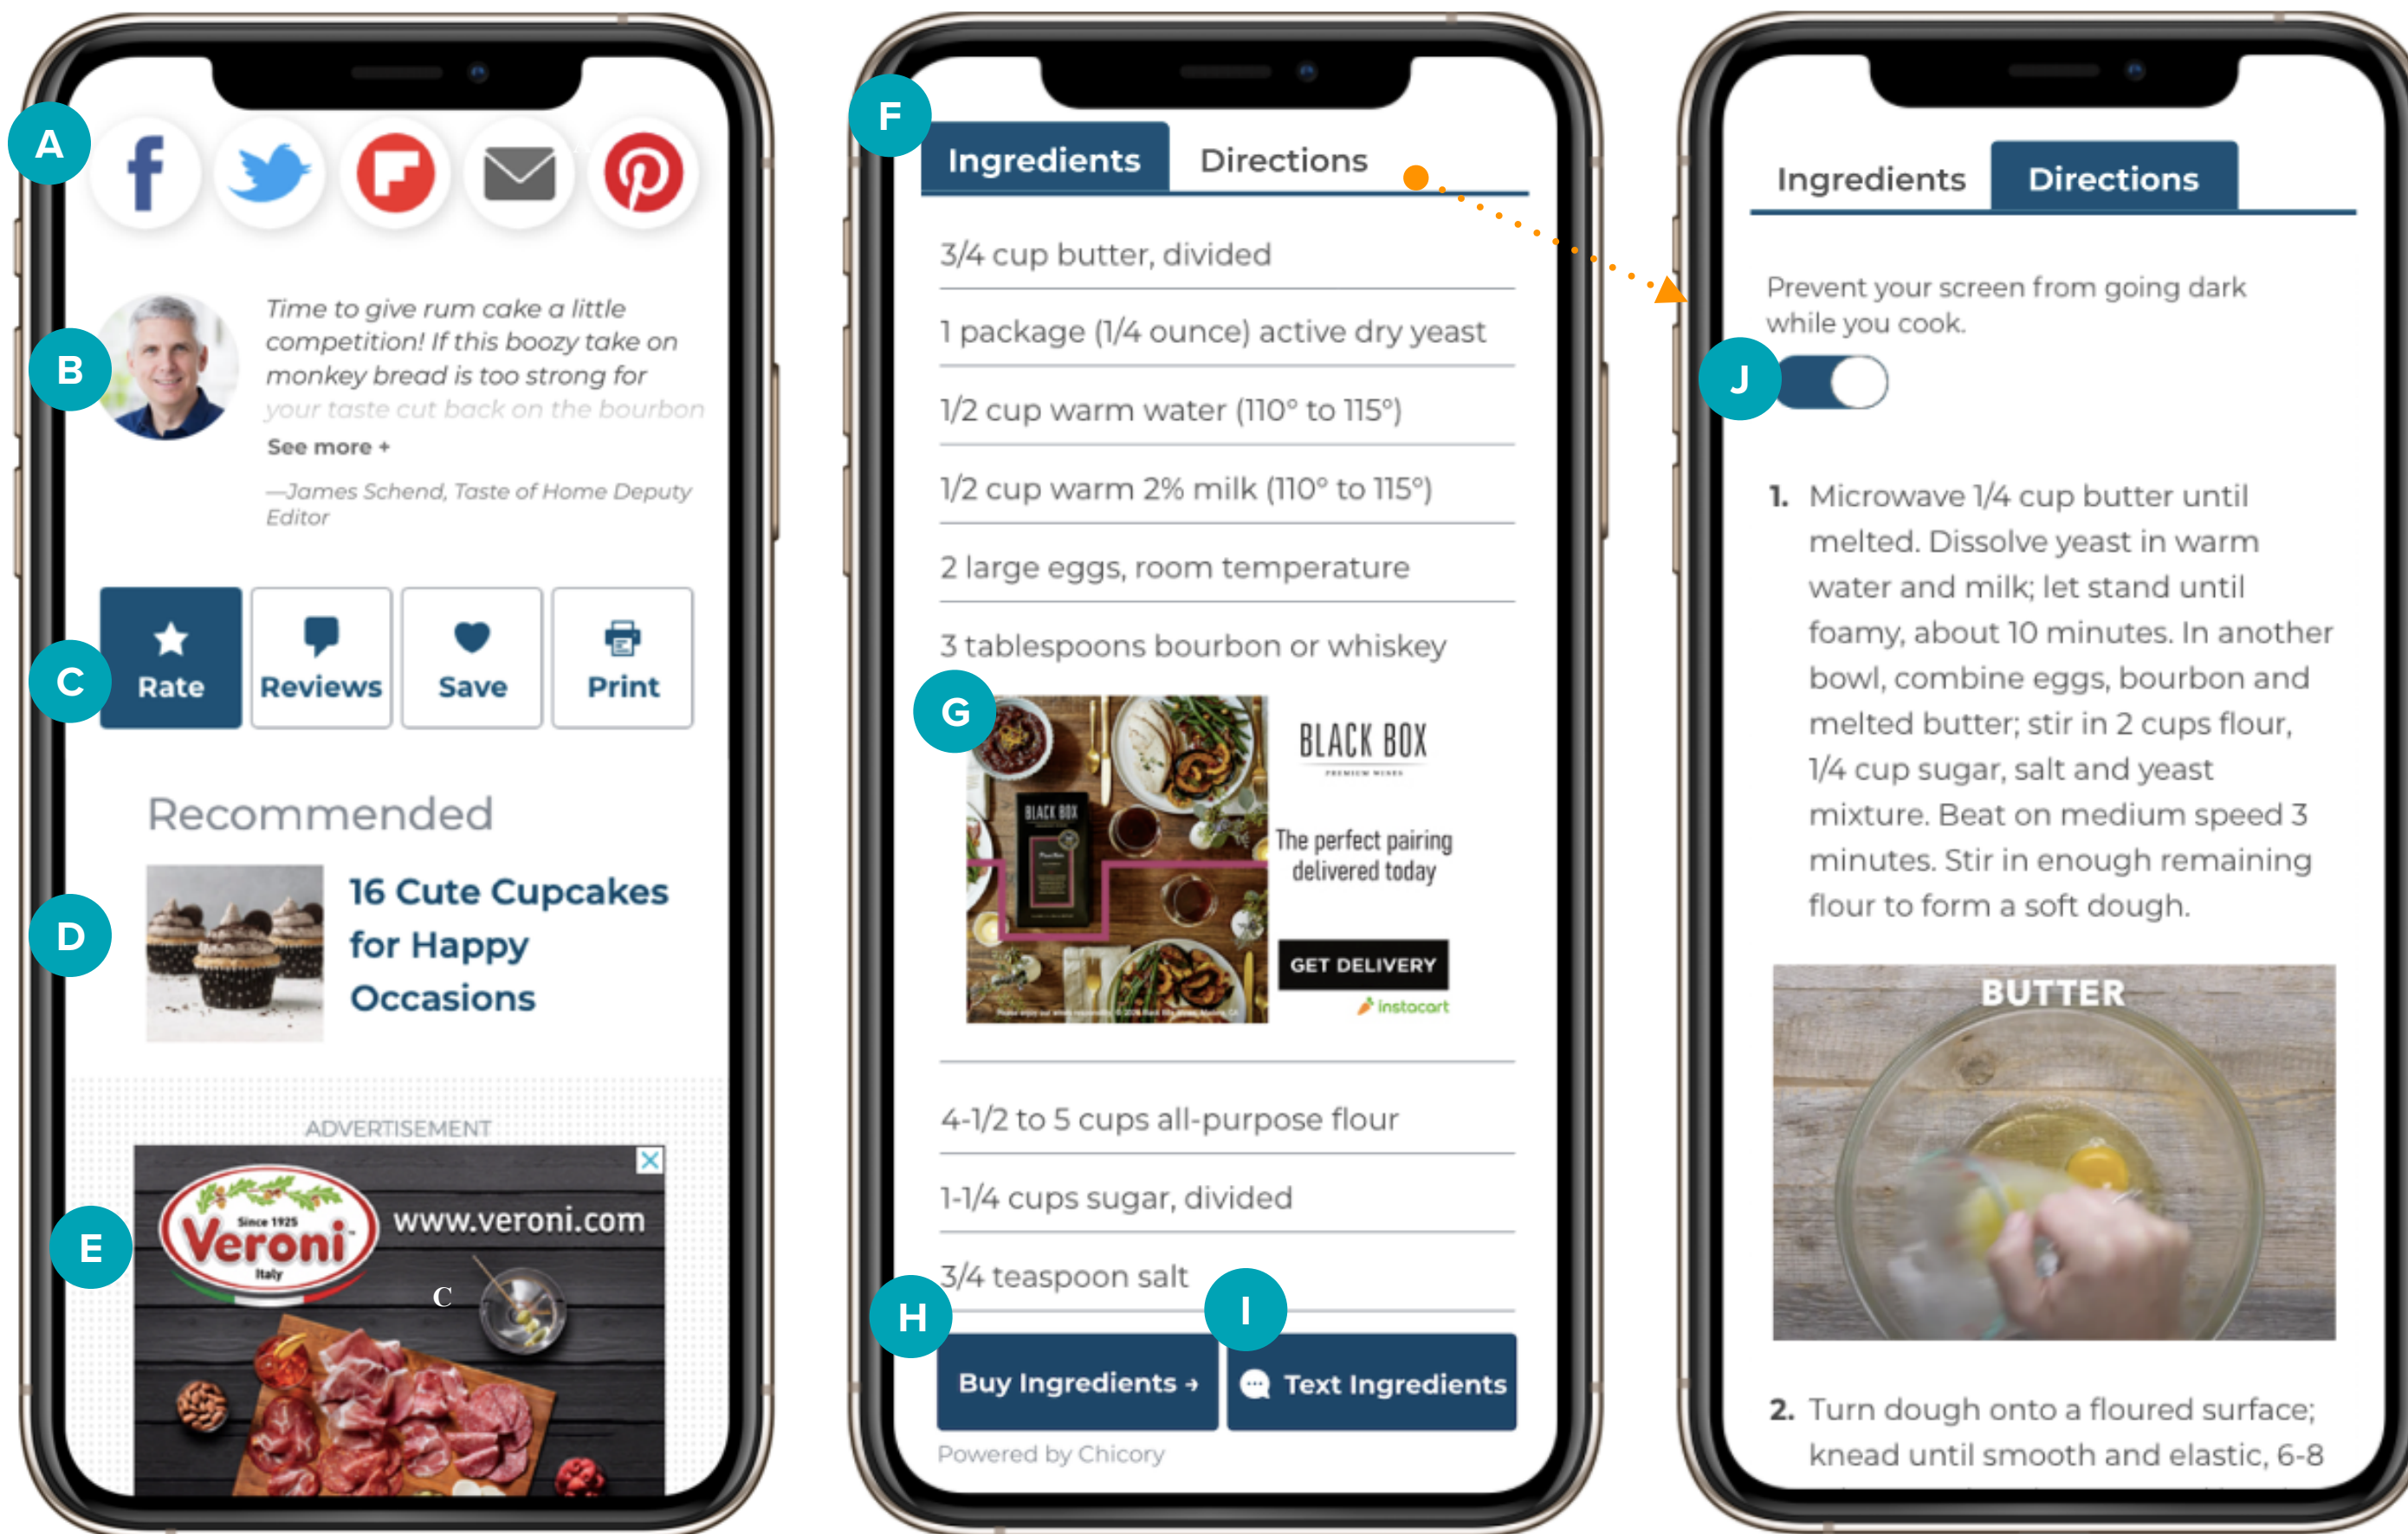 A
B
Time to give rum cake a little
competition! If this boozy take on
monkey bread is too strong for
your taste cut back on the bourbon
See more +
—James Schend, Taste of Home Deputy
Editor
C
Rate
Reviews
Save
Print
Recommended
D
16 Cute Cupcakes
for Happy
Occasions
ADVERTISEMENT
E
Since 1925
Veroni
Italy
www.veroni.com
C
F
Ingredients
Directions
3/4 cup butter, divided
1 package (1/4 ounce) active dry yeast
1/2 cup warm water (110° to 115°)
1/2 cup warm 2% milk (110° to 115°)
2 large eggs, room temperature
3 tablespoons bourbon or whiskey
G
BLACK BOX
BLACK BOX
PREMIUM WINES
The perfect pairing
delivered today
GET DELIVERY
instacart
4-1/2 to 5 cups all-purpose flour
1-1/4 cups sugar, divided
3/4 teaspoon salt
H
Buy Ingredients →
I
Text Ingredients
Powered by Chicory
Ingredients
Directions
Prevent your screen from going dark
while you cook.
J
1. Microwave 1/4 cup butter until
melted. Dissolve yeast in warm
water and milk; let stand until
foamy, about 10 minutes. In another
bowl, combine eggs, bourbon and
melted butter; stir in 2 cups flour,
1/4 cup sugar, salt and yeast
mixture. Beat on medium speed 3
minutes. Stir in enough remaining
flour to form a soft dough.
BUTTER
2. Turn dough onto a floured surface;
knead until smooth and elastic, 6-8